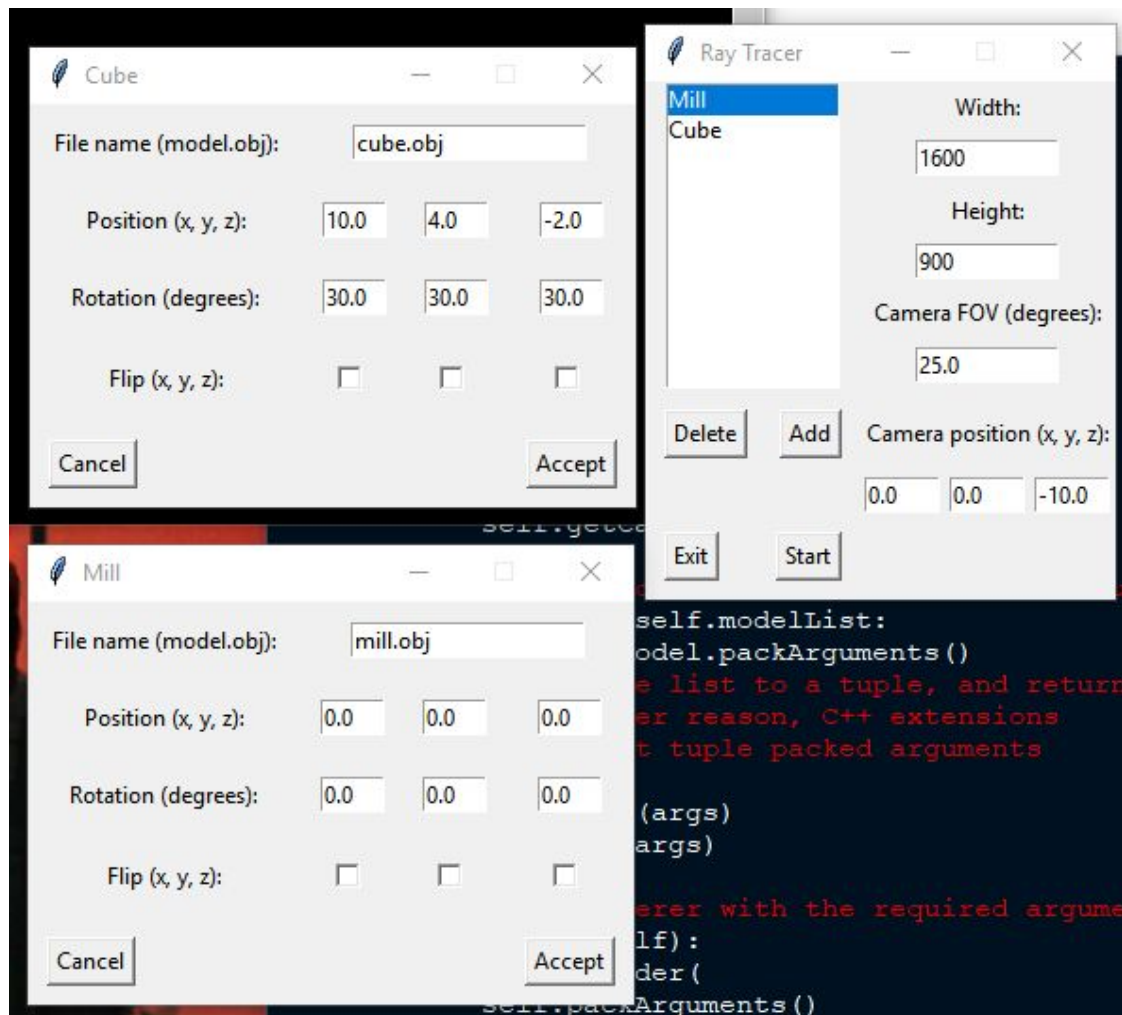 Cube
File name (model.obj): cube.obj
Position (x, y, z): 10.0 4.0 -2.0
Rotation (degrees): 30.0 30.0 30.0
Flip (x, y, z):
Cancel Accept
Ray Tracer
Mill
Cube
Width:
1600
Height:
900
Camera FOV (degrees):
25.0
Delete Add
Camera position (x, y, z):
0.0 0.0 -10.0
Exit Start
Mill
File name (model.obj): mill.obj
Position (x, y, z): 0.0 0.0 0.0
Rotation (degrees): 0.0 0.0 0.0
Flip (x, y, z):
Cancel Accept
self.modelList:
odel.packArguments()
e list to a tuple, and return
er reason, C++ extensions
t tuple packed arguments
(args)
args)
erer with the required argume
lf):
der(
self.packArguments()